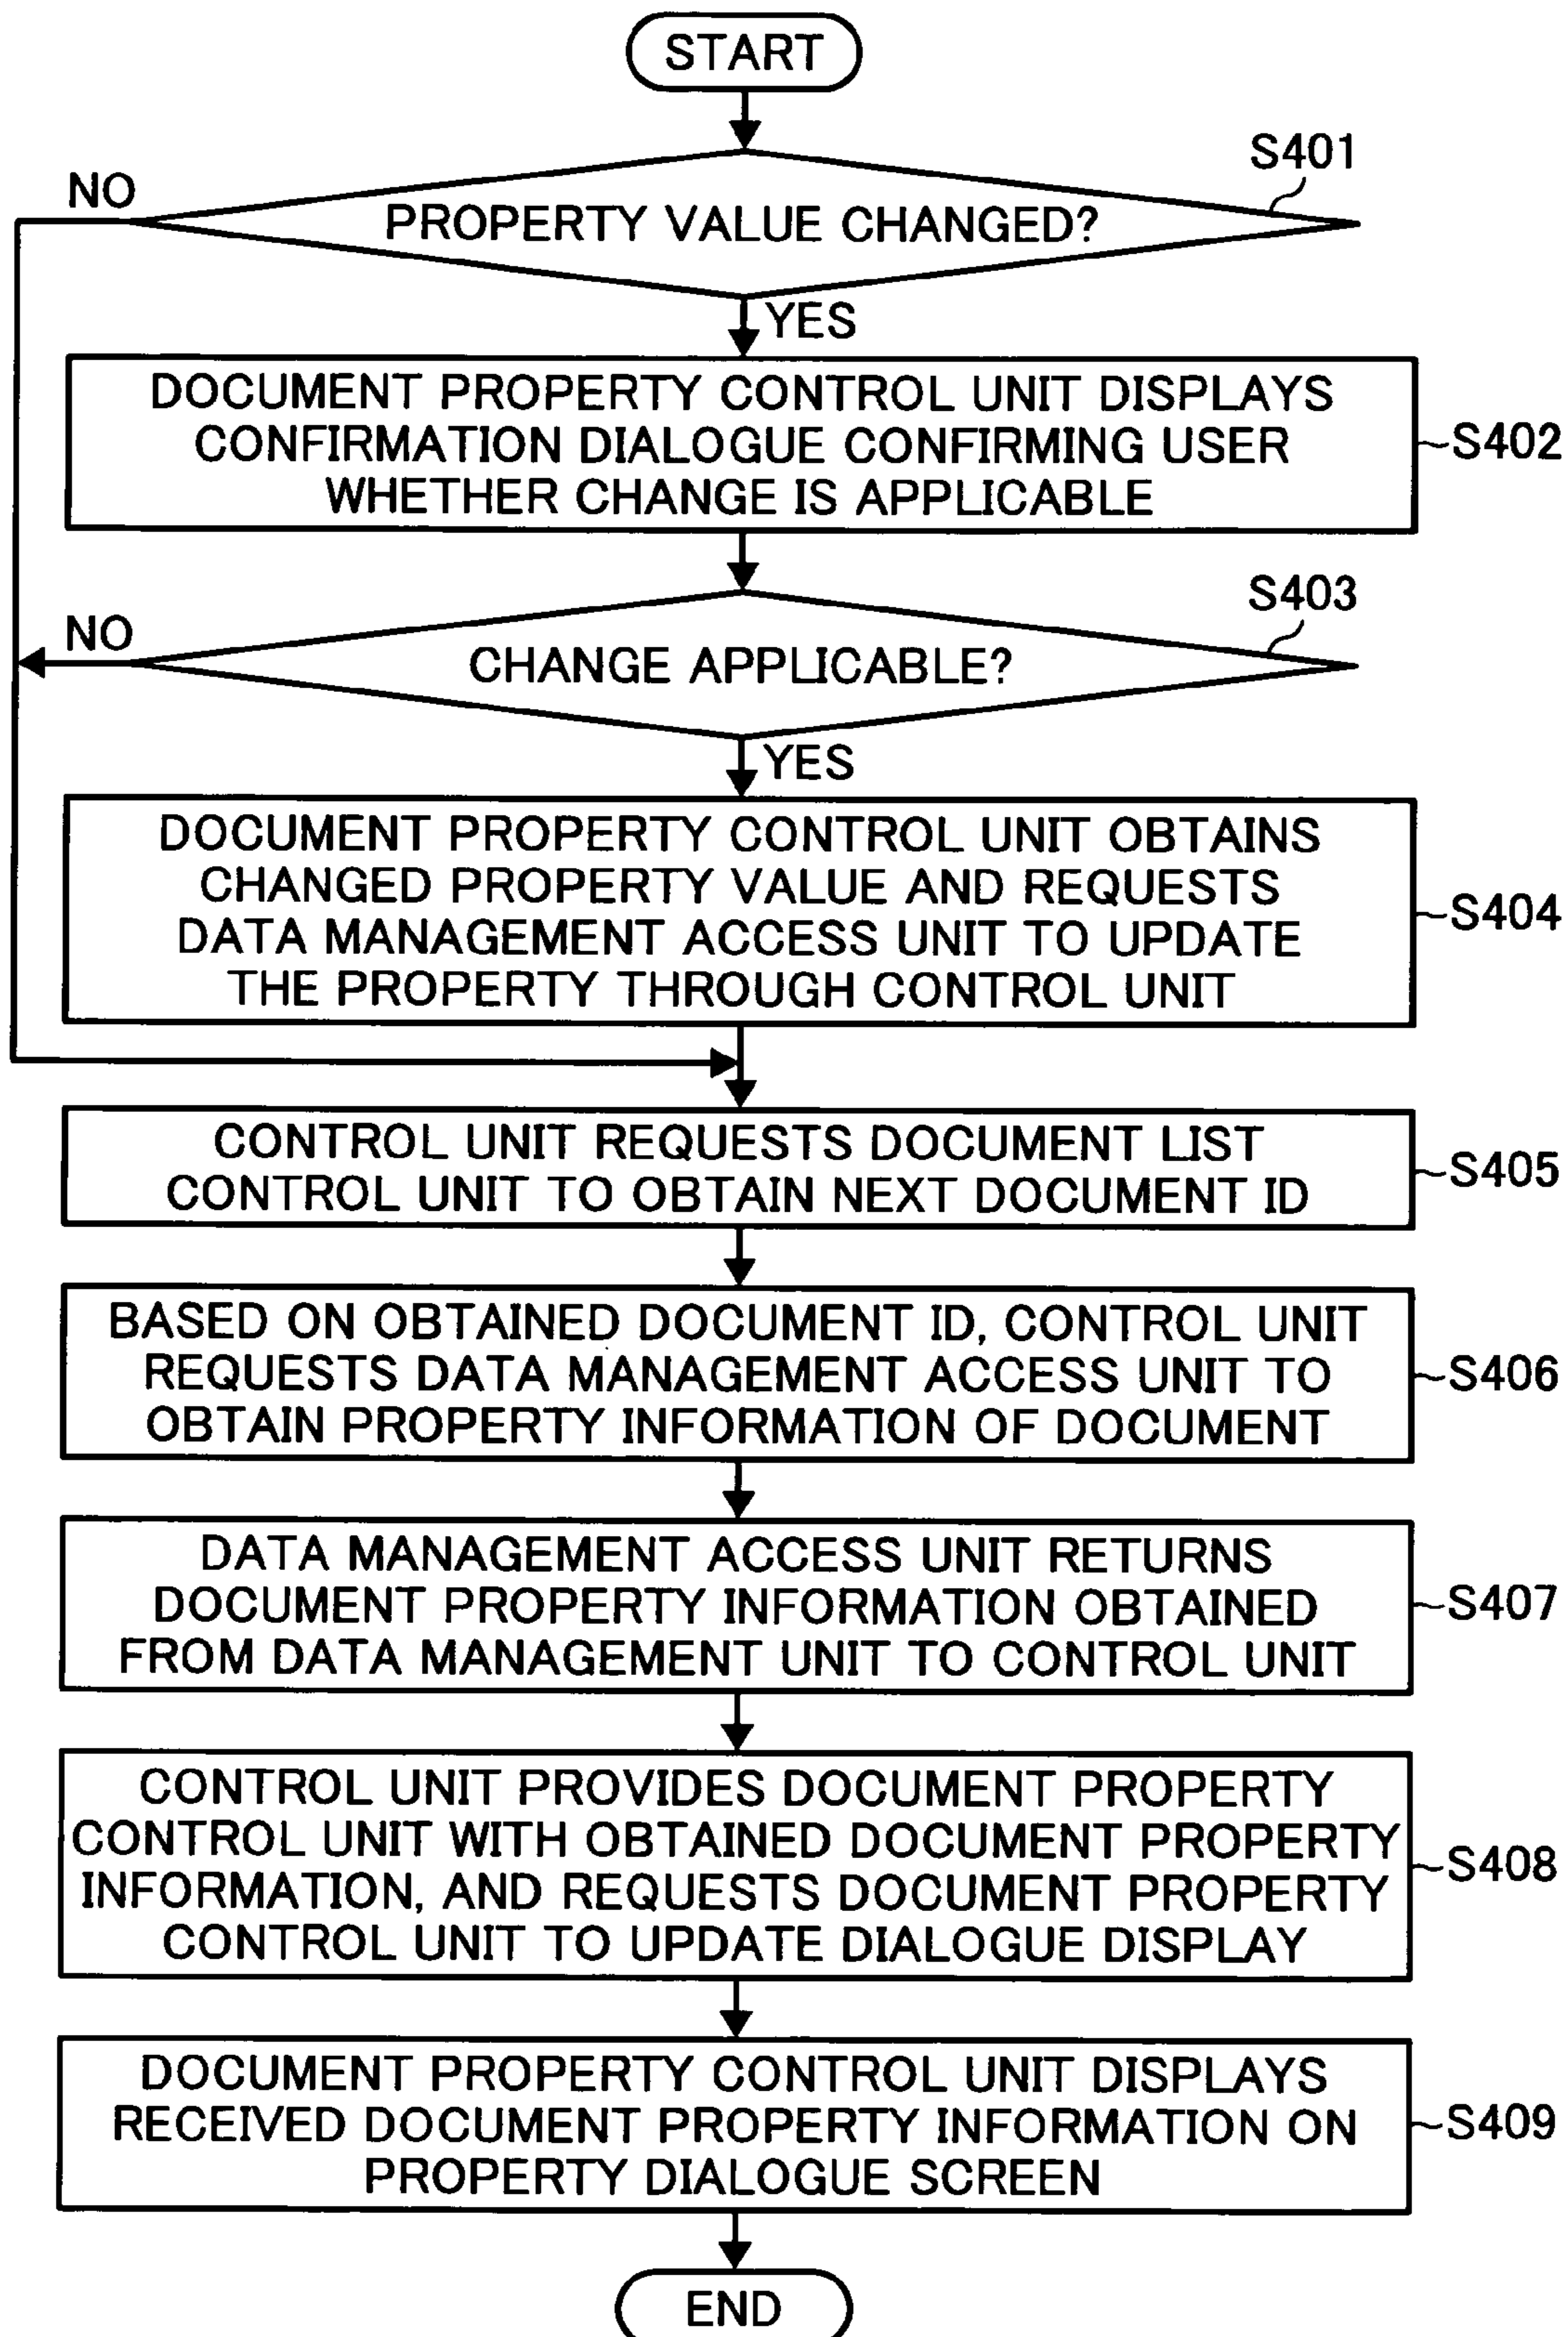 START
S401
NO
PROPERTY VALUE CHANGED?
YES
DOCUMENT PROPERTY CONTROL UNIT DISPLAYS
CONFIRMATION DIALOGUE CONFIRMING USER
WHETHER CHANGE IS APPLICABLE
S402
S403
NO
CHANGE APPLICABLE?
YES
DOCUMENT PROPERTY CONTROL UNIT OBTAINS
CHANGED PROPERTY VALUE AND REQUESTS
DATA MANAGEMENT ACCESS UNIT TO UPDATE
THE PROPERTY THROUGH CONTROL UNIT
S404
CONTROL UNIT REQUESTS DOCUMENT LIST
CONTROL UNIT TO OBTAIN NEXT DOCUMENT ID
S405
BASED ON OBTAINED DOCUMENT ID, CONTROL UNIT
REQUESTS DATA MANAGEMENT ACCESS UNIT TO
OBTAIN PROPERTY INFORMATION OF DOCUMENT
S406
DATA MANAGEMENT ACCESS UNIT RETURNS
DOCUMENT PROPERTY INFORMATION OBTAINED
FROM DATA MANAGEMENT UNIT TO CONTROL UNIT
S407
CONTROL UNIT PROVIDES DOCUMENT PROPERTY
CONTROL UNIT WITH OBTAINED DOCUMENT PROPERTY
INFORMATION, AND REQUESTS DOCUMENT PROPERTY
CONTROL UNIT TO UPDATE DIALOGUE DISPLAY
S408
DOCUMENT PROPERTY CONTROL UNIT DISPLAYS
RECEIVED DOCUMENT PROPERTY INFORMATION ON
PROPERTY DIALOGUE SCREEN
S409
END